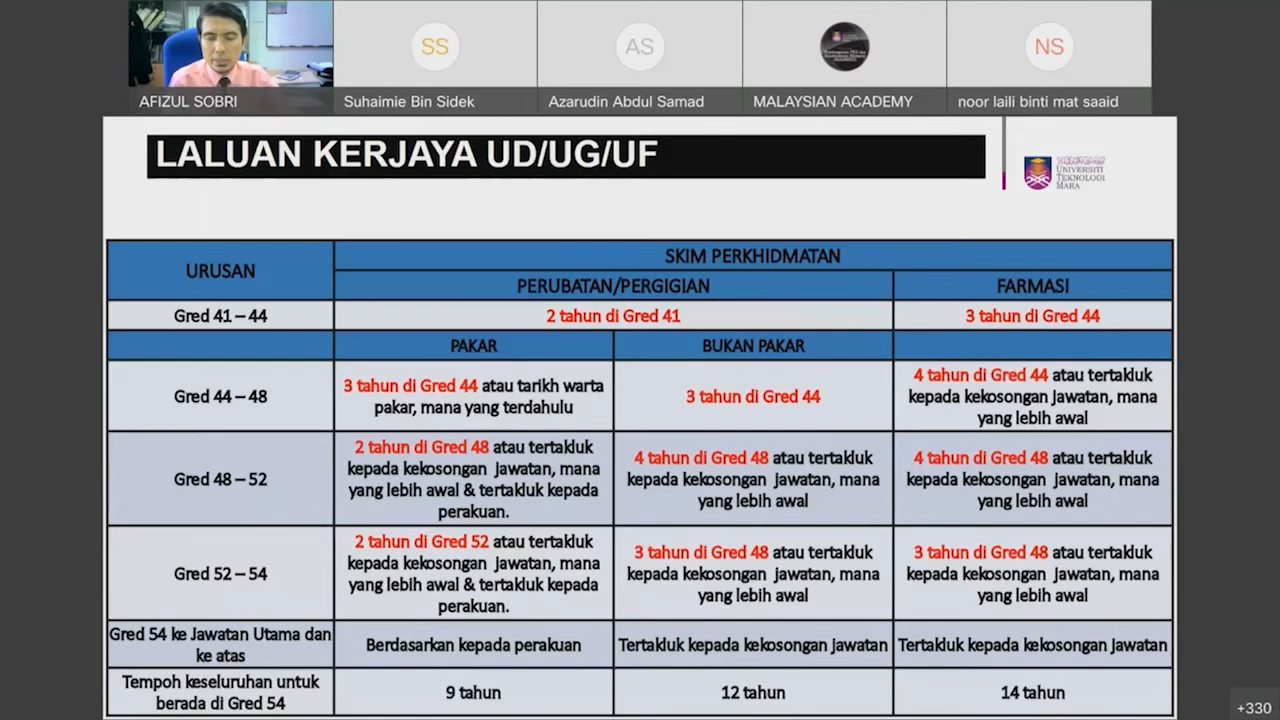 SS
AS
NS
AFIZUL SOBRI
Suhaimie Bin Sidek
Azarudin Abdul Samad
MALAYSIAN ACADEMY
noor laili binti mat saaid
LALUAN KERJAYA UD/UG/UF
UNIVERSITI
TEKNOLOGI
MARA
URUSAN
SKIM PERKHIDMATAN
PERUBATAN/PERGIGIAN
FARMASI
Gred 41 – 44
2 tahun di Gred 41
3 tahun di Gred 44
PAKAR
BUKAN PAKAR
Gred 44 – 48
3 tahun di Gred 44 atau tarikh warta
pakar, mana yang terdahulu
3 tahun di Gred 44
4 tahun di Gred 44 atau tertakluk
kepada kekosongan jawatan, mana
yang lebih awal
Gred 48 – 52
2 tahun di Gred 48 atau tertakluk
kepada kekosongan jawatan, mana
yang lebih awal & tertakluk kepada
perakuan.
4 tahun di Gred 48 atau tertakluk
kepada kekosongan jawatan, mana
yang lebih awal
4 tahun di Gred 48 atau tertakluk
kepada kekosongan jawatan, mana
yang lebih awal
Gred 52 – 54
2 tahun di Gred 52 atau tertakluk
kepada kekosongan jawatan, mana
yang lebih awal & tertakluk kepada
perakuan.
3 tahun di Gred 48 atau tertakluk
kepada kekosongan jawatan, mana
yang lebih awal
3 tahun di Gred 48 atau tertakluk
kepada kekosongan jawatan, mana
yang lebih awal
Gred 54 ke Jawatan Utama dan
ke atas
Berdasarkan kepada perakuan
Tertakluk kepada kekosongan jawatan
Tertakluk kepada kekosongan jawatan
Tempoh keseluruhan untuk
berada di Gred 54
9 tahun
12 tahun
14 tahun
+330